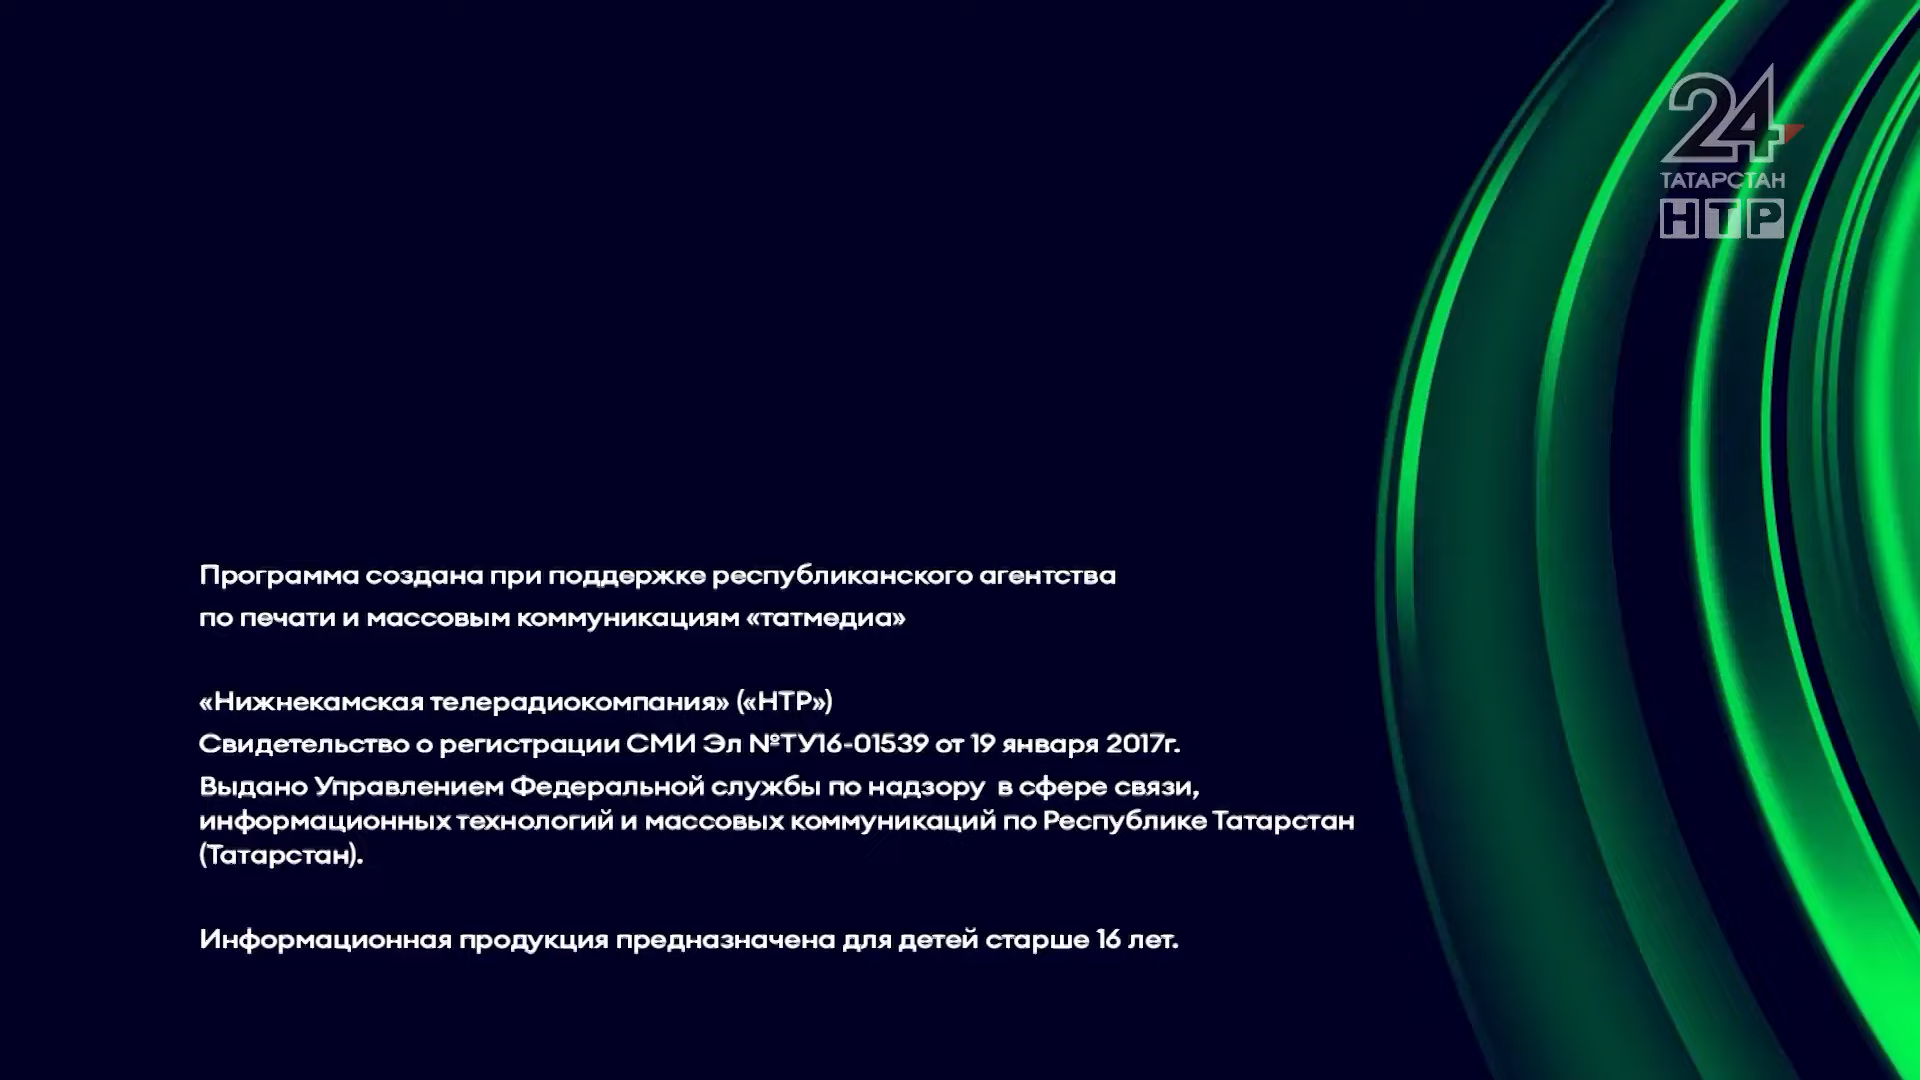 24
ТАТАРСТАН
НТР
Программа создана при поддержке республиканского агентства
по печати и массовым коммуникациям «татмедиа»
«Нижнекамская телерадиокомпания» («НТР»)
Свидетельство о регистрации СМИ Эл №ТУ16-01539 от 19 января 2017г.
Выдано Управлением Федеральной службы по надзору в сфере связи,
информационных технологий и массовых коммуникаций по Республике Татарстан
(Татарстан).
Информационная продукция предназначена для детей старше 16 лет.